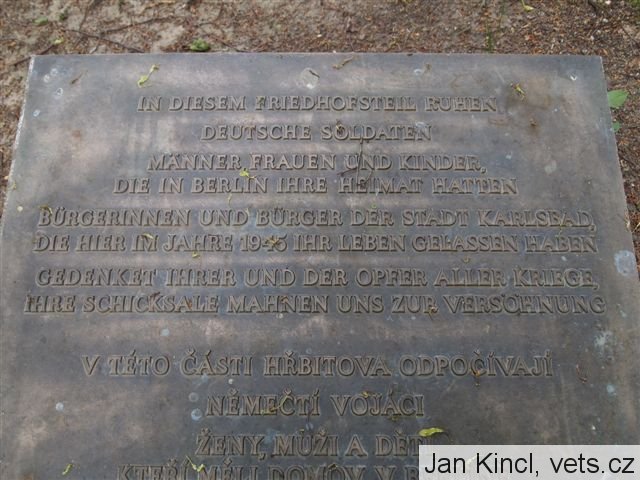 IN DIESEM FRIEDHOFSTEIL RUHEN
DEUTSCHE SOLDATEN
MÄNNER FRAUEN UND KINDER,
DIE IN BERLIN IHRE HEIMAT HATTEN
BÜRGERINNEN UND BÜRGER DER STADT KARLSBAD,
DIE HIER IM JAHRE 1945 IHR LEBEN GELASSEN HABEN
GEDENKET IHRER UND DER OPFER ALLER KRIEGE,
IHRE SCHICKSALE MAHNEN UNS ZUR VERSÖHNUNG
V TÉTO ČÁSTI HŘBITOVA ODPOČÍVAJÍ
NĚMEČTÍ VOJÁCI
ŽENY, MUŽI A DĚTI
KTEŘÍ MĚLI DOMOV V
Jan Kincl, vets.cz